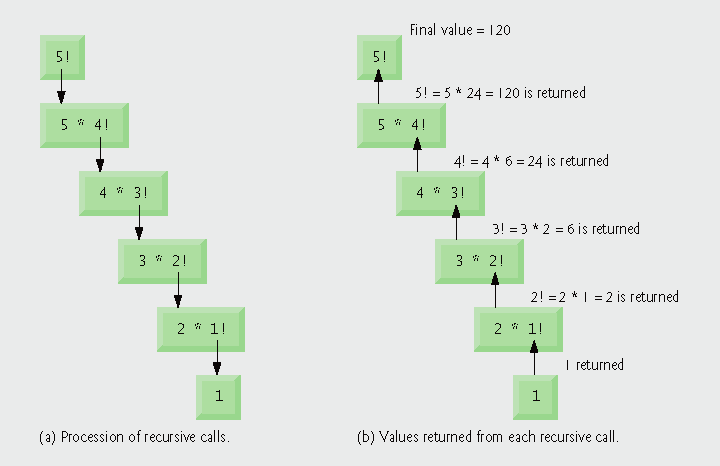 5!
5 * 4!
4 * 3!
3 * 2!
2 * 1!
1
(a) Procession of recursive calls.
Final value = 120
5!
5! = 5 * 24 = 120 is returned
5 * 4!
4! = 4 * 6 = 24 is returned
4 * 3!
3! = 3 * 2 = 6 is returned
3 * 2!
2! = 2 * 1 = 2 is returned
2 * 1!
1 returned
1
(b) Values returned from each recursive call.